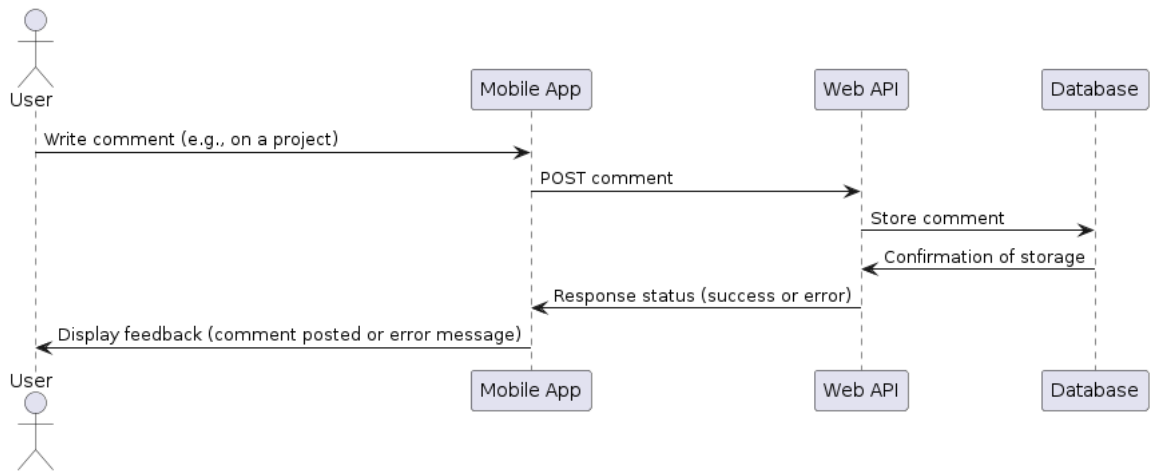 User
Mobile App
Web API
Database
Write comment (e.g., on a project)
POST comment
Store comment
Confirmation of storage
Response status (success or error)
Display feedback (comment posted or error message)
User
Mobile App
Web API
Database